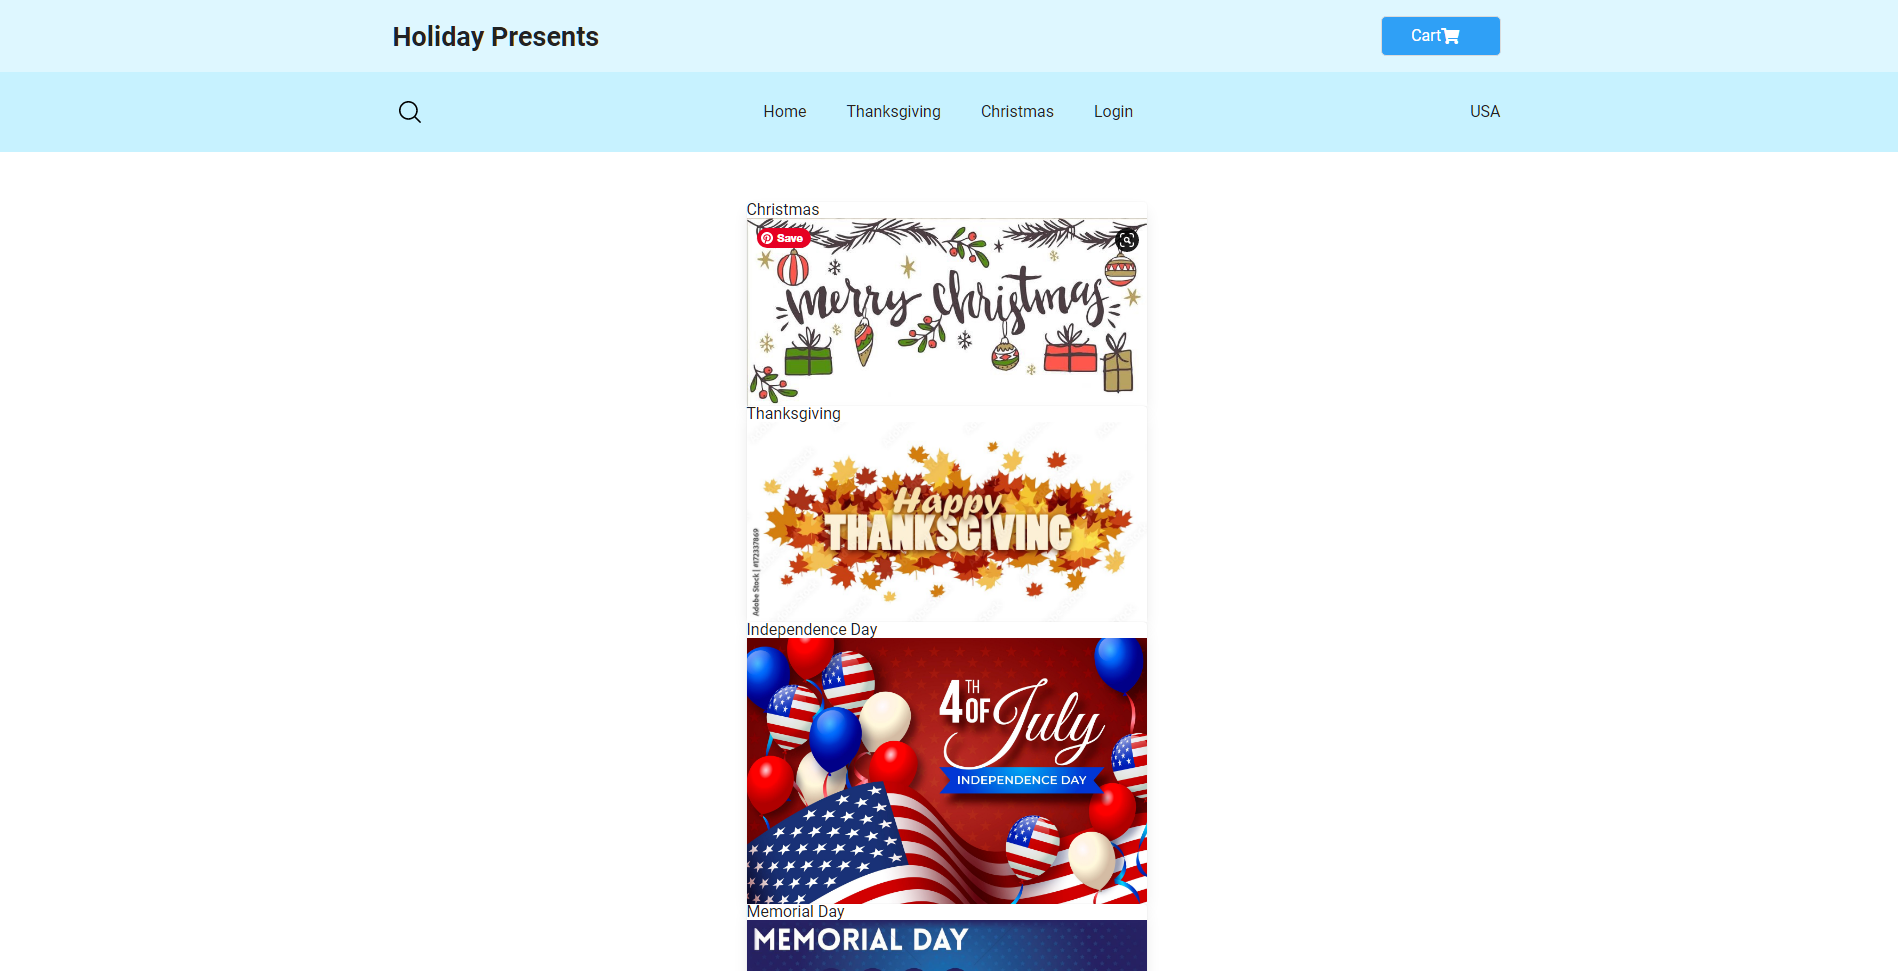 Holiday Presents
Cart
Home Thanksgiving Christmas Login USA
Christmas
Save
merry christmas
Thanksgiving
Happy
THANKSGIVING
Adobe Stock | #172337869
Independence Day
4TH OF July
INDEPENDENCE DAY
Memorial Day
MEMORIAL DAY